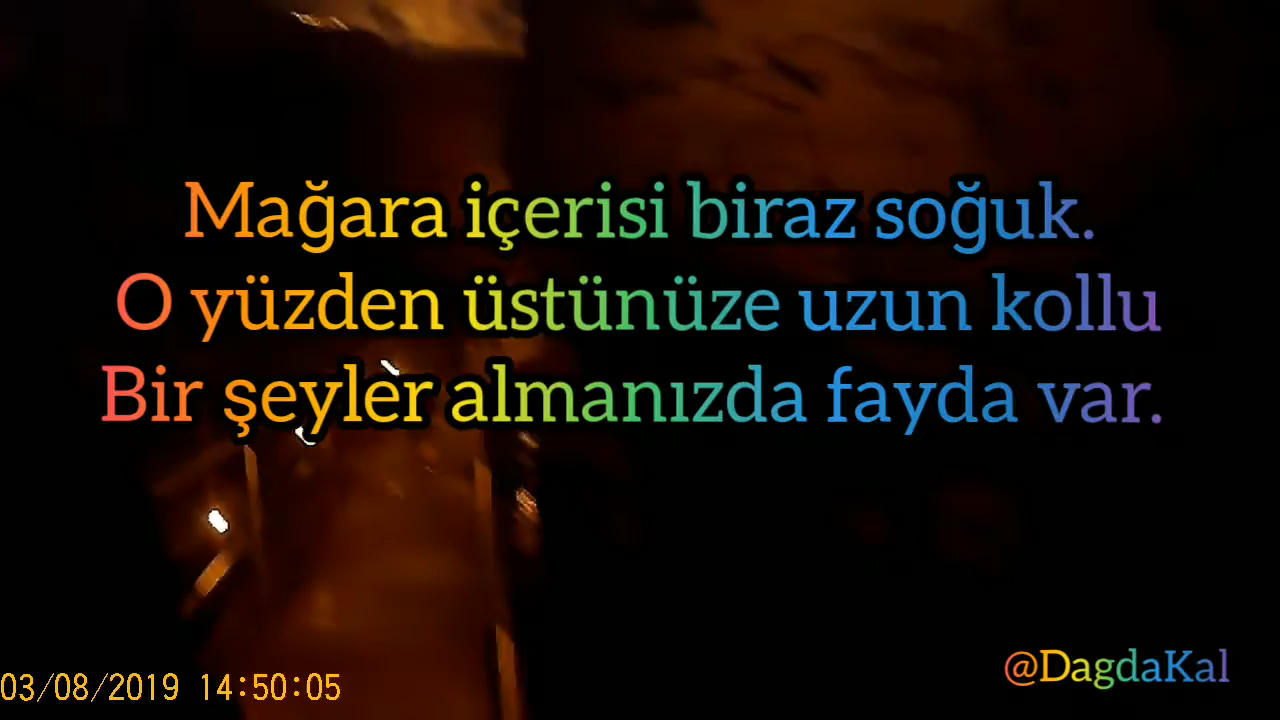 Mağara içerisi biraz soğuk.
O yüzden üstünüze uzun kollu
Bir şeyler almanızda fayda var.
@DagdaKal
03/08/2019 14:50:05